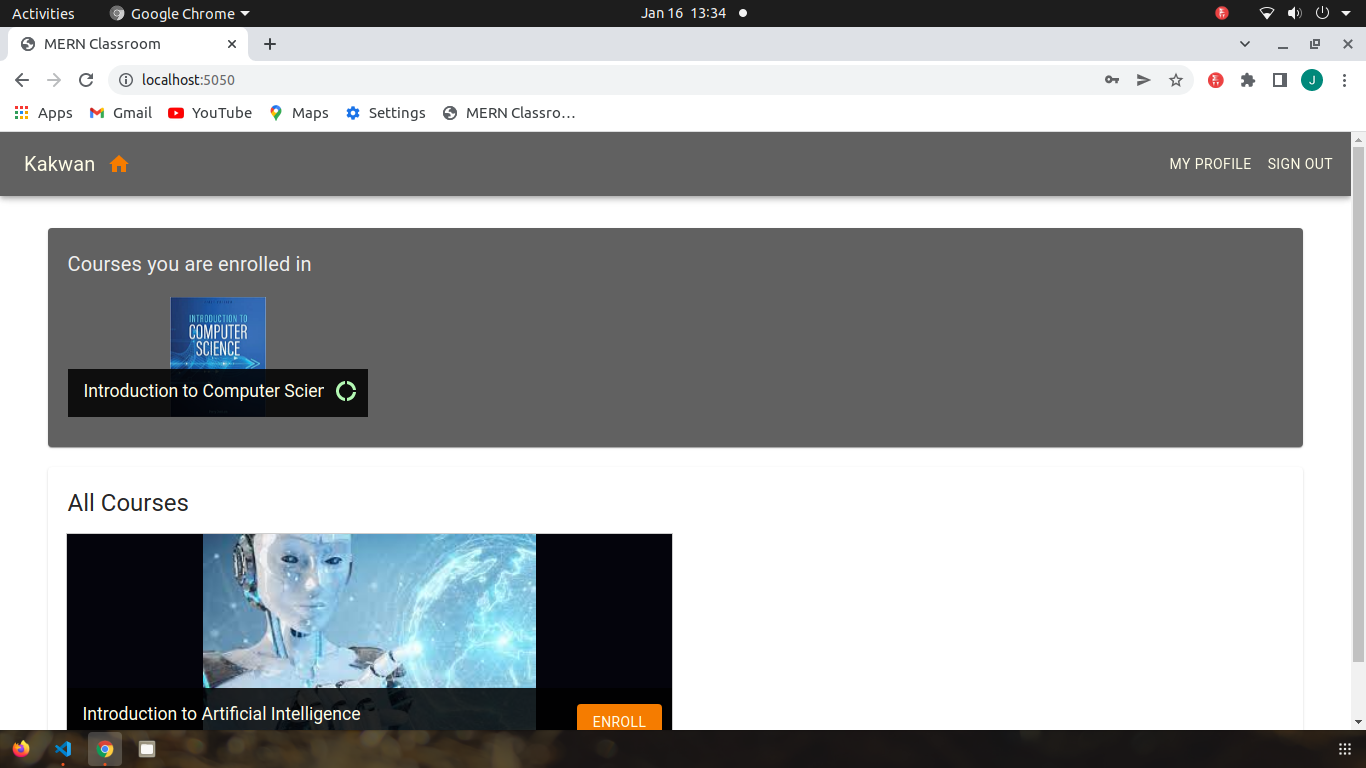 Activities Google Chrome Jan 16 13:34
MERN Classroom
localhost:5050 J
Apps Gmail YouTube Maps Settings MERN Classro…
Kakwan MY PROFILE SIGN OUT
Courses you are enrolled in
INTRODUCTION TO
COMPUTER
SCIENCE
Introduction to Computer Scier
All Courses
Introduction to Artificial Intelligence
ENROLL